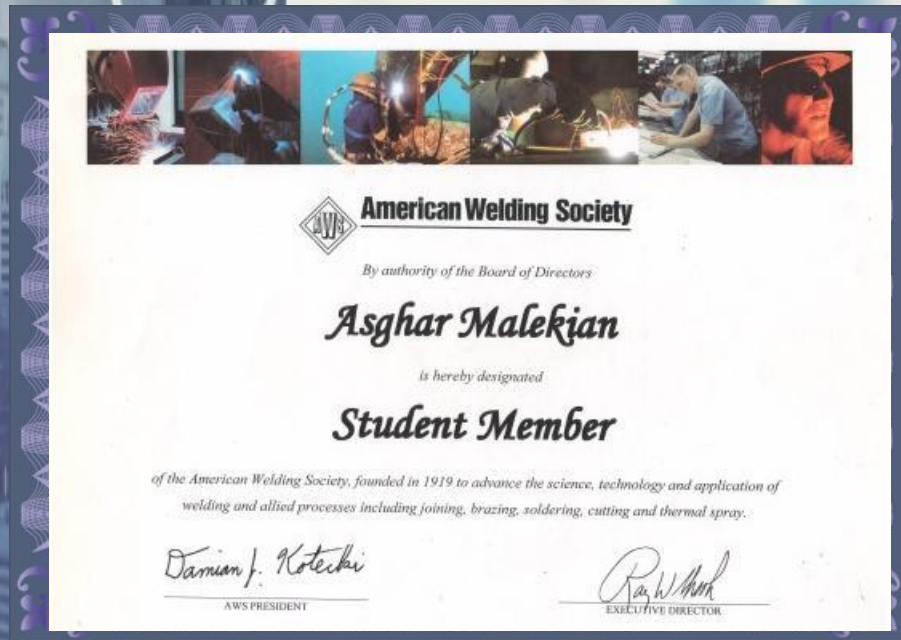 AWS
American Welding Society
By authority of the Board of Directors
Asghar Malekian
is hereby designated
Student Member
of the American Welding Society, founded in 1919 to advance the science, technology and application of
welding and allied processes including joining, brazing, soldering, cutting and thermal spray.
Damian J. Kotecki
AWS PRESIDENT
Ray W
EXECUTIVE DIRECTOR